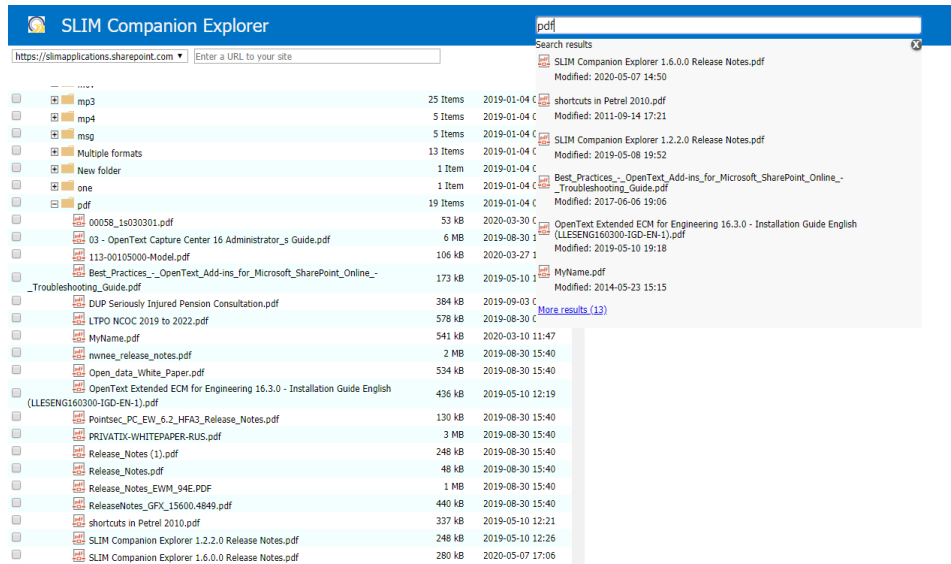 SLIM Companion Explorer
pdf
https://slimapplications.sharepoint.com
Enter a URL to your site
Search results
SLIM Companion Explorer 1.6.0.0 Release Notes.pdf
Modified: 2020-05-07 14:50
shortcuts in Petrel 2010.pdf
Modified: 2011-09-14 17:21
SLIM Companion Explorer 1.2.2.0 Release Notes.pdf
Modified: 2019-05-08 19:52
Best_Practices_-_OpenText_Add-ins_for_Microsoft_SharePoint_Online_-
_Troubleshooting_Guide.pdf
Modified: 2017-06-06 19:06
OpenText Extended ECM for Engineering 16.3.0 - Installation Guide English
(LLESENG160300-IGD-EN-1).pdf
Modified: 2019-05-10 19:18
MyName.pdf
Modified: 2014-05-23 15:15
More results (13)
mp3 25 Items 2019-01-04
mp4 5 Items 2019-01-04
msg 5 Items 2019-01-04
Multiple formats 13 Items 2019-01-04
New folder 1 Item 2019-01-04
one 1 Item 2019-01-04
pdf 19 Items 2019-01-04
00058_1s030301.pdf 53 kB 2020-03-30
03 - OpenText Capture Center 16 Administrator_s Guide.pdf 6 MB 2019-08-30
113-00105000-Model.pdf 106 kB 2020-03-27
Best_Practices_-_OpenText_Add-ins_for_Microsoft_SharePoint_Online_-
_Troubleshooting_Guide.pdf 173 kB 2019-05-10
DUP Seriously Injured Pension Consultation.pdf 384 kB 2019-09-03
LTPO NCOC 2019 to 2022.pdf 578 kB 2019-08-30
MyName.pdf 541 kB 2020-03-10 11:47
nwnee_release_notes.pdf 2 MB 2019-08-30 15:40
Open_data_White_Paper.pdf 534 kB 2019-08-30 15:40
OpenText Extended ECM for Engineering 16.3.0 - Installation Guide English
(LLESENG160300-IGD-EN-1).pdf 436 kB 2019-05-10 12:19
Pointsec_PC_EW_6.2_HFA3_Release_Notes.pdf 130 kB 2019-08-30 15:40
PRIVATIX-WHITEPAPER-RUS.pdf 3 MB 2019-08-30 15:40
Release_Notes (1).pdf 248 kB 2019-08-30 15:40
Release_Notes.pdf 48 kB 2019-08-30 15:40
Release_Notes_EWM_94E.PDF 1 MB 2019-08-30 15:40
ReleaseNotes_GFX_15600.4849.pdf 440 kB 2019-08-30 15:40
shortcuts in Petrel 2010.pdf 337 kB 2019-05-10 12:21
SLIM Companion Explorer 1.2.2.0 Release Notes.pdf 248 kB 2019-05-10 12:26
SLIM Companion Explorer 1.6.0.0 Release Notes.pdf 280 kB 2020-05-07 17:06